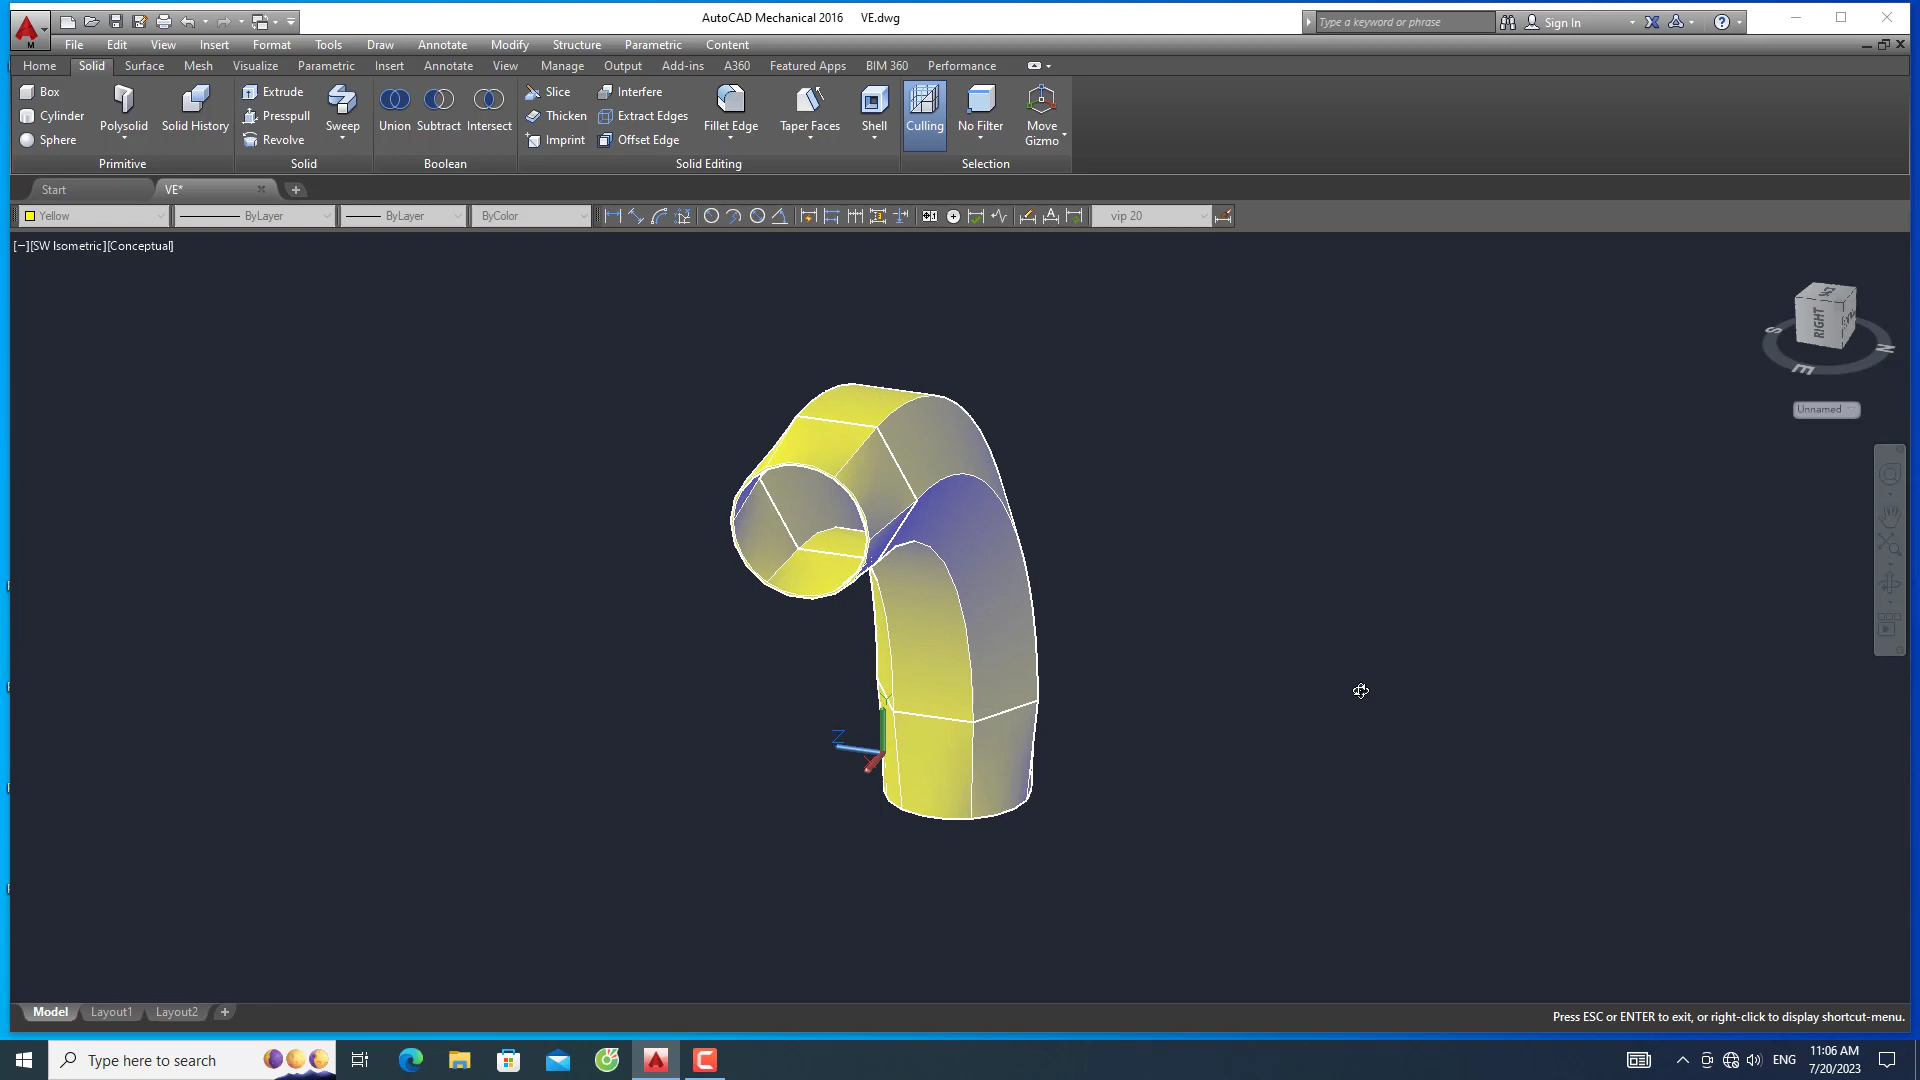 AutoCAD Mechanical 2016 VE.dwg
Type a keyword or phrase
Sign In
M
File Edit View Insert Format Tools Draw Annotate Modify Structure Parametric Content
Home Solid Surface Mesh Visualize Parametric Insert Annotate View Manage Output Add-ins A360 Featured Apps BIM 360 Performance
Box
Cylinder
Sphere
Polysolid
Solid History
Primitive
Extrude
Presspull
Revolve
Sweep
Solid
Union
Subtract
Intersect
Boolean
Slice
Thicken
Imprint
Interfere
Extract Edges
Offset Edge
Fillet Edge
Taper Faces
Shell
Solid Editing
Culling
No Filter
Move
Gizmo
Selection
Start
VE*
Yellow
ByLayer
ByLayer
ByColor
vip 20
[−][SW Isometric][Conceptual]
RIGHT
S
E
N
Unnamed
Y
Z
X
Model
Layout1
Layout2
Press ESC or ENTER to exit, or right-click to display shortcut-menu.
Type here to search
ENG
11:06 AM
7/20/2023